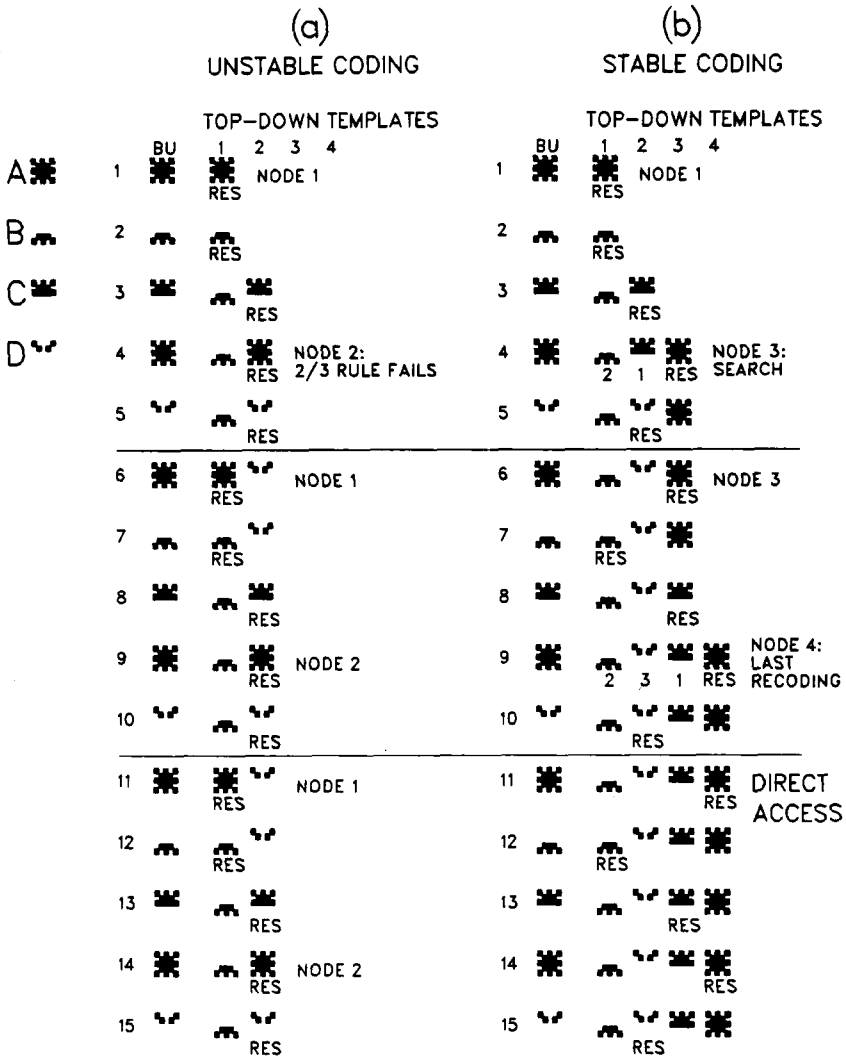 (a) (b)
UNSTABLE CODING STABLE CODING
TOP–DOWN TEMPLATES TOP–DOWN TEMPLATES
BU 1 2 3 4 BU 1 2 3 4
A 1 NODE 1 1 NODE 1
RES RES
B 2 2
RES RES
C 3 3
RES RES
D 4 NODE 2: 4 NODE 3:
RES 2/3 RULE FAILS 2 1 RES SEARCH
5 5
RES RES
6 NODE 1 6 NODE 3
RES RES
7 7
RES RES
8 8
RES RES
9 NODE 2 9 NODE 4:
LAST
RES 2 3 1 RES RECODING
10 10
RES RES
11 NODE 1 11 DIRECT
RES RES ACCESS
12 12
RES RES
13 13
RES RES
14 NODE 2 14
RES RES
15 15
RES RES